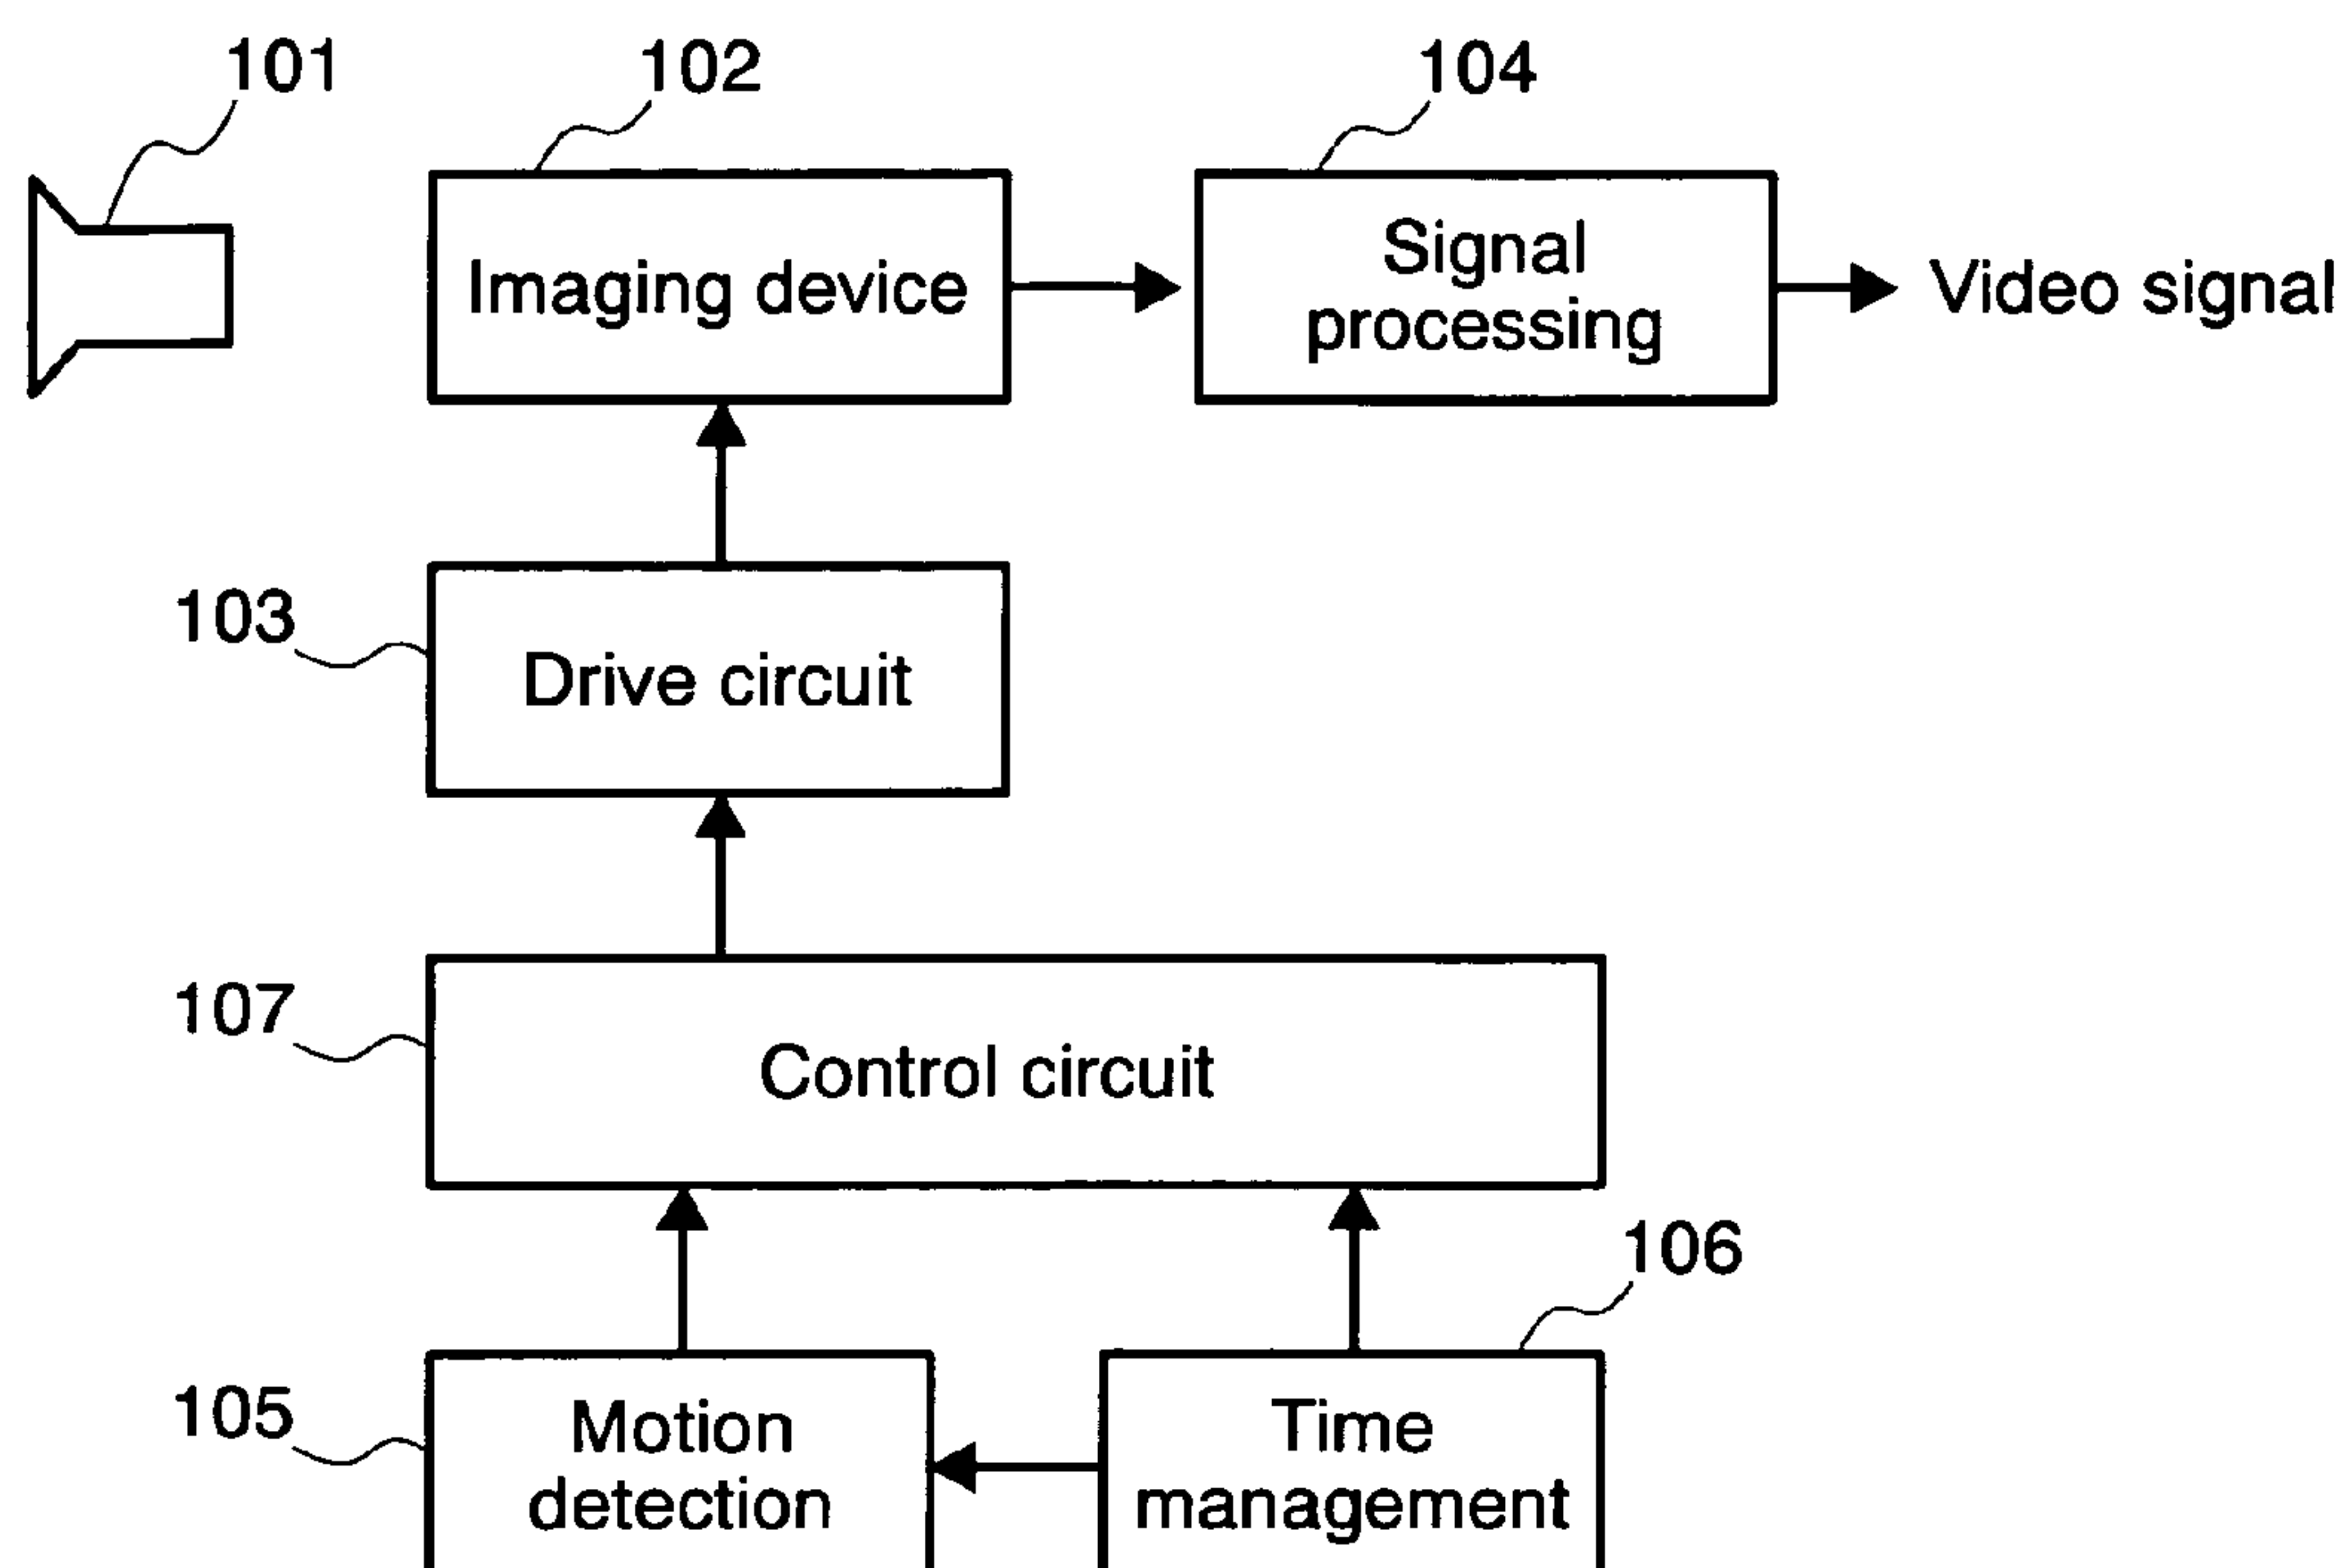 101
102
104
Imaging device
Signal
processing
Video signal
103
Drive circuit
107
Control circuit
106
105
Motion
detection
Time
management